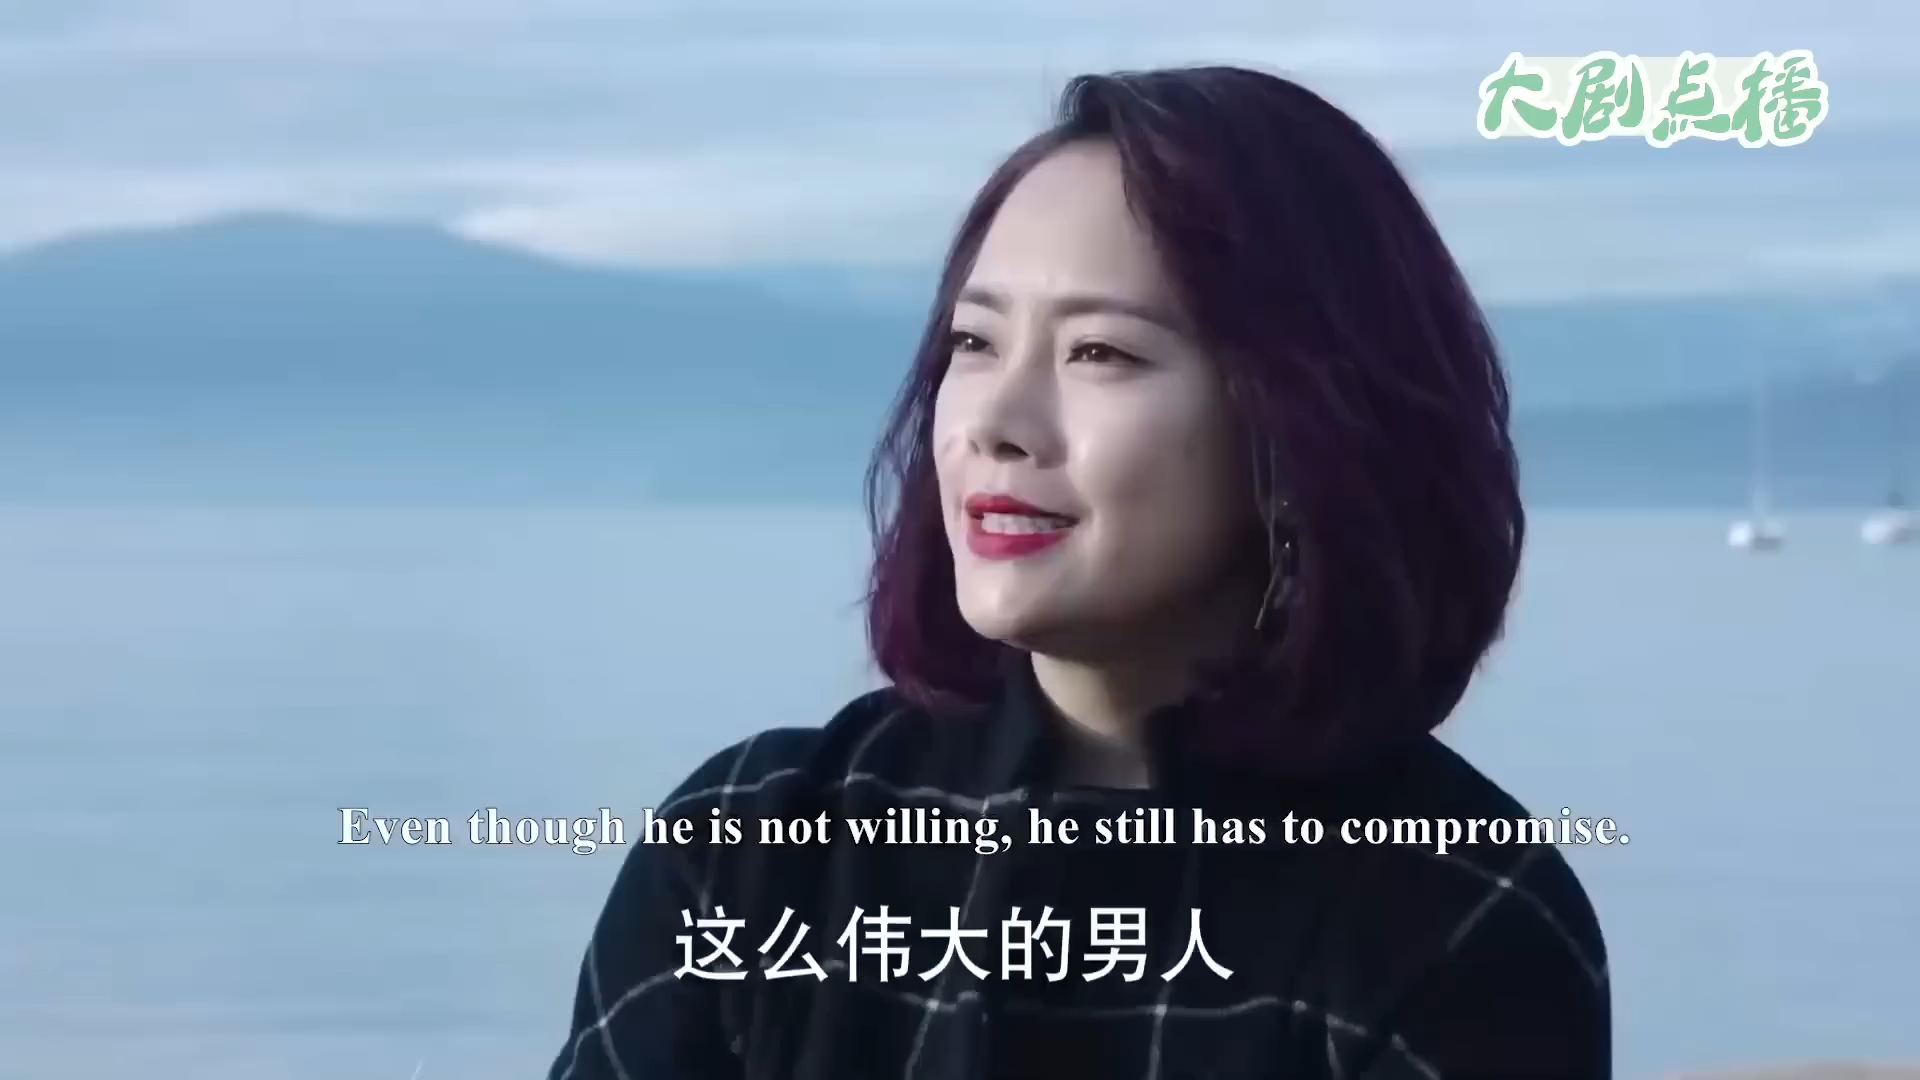 大剧点播
Even though he is not willing, he still has to compromise.
这么伟大的男人